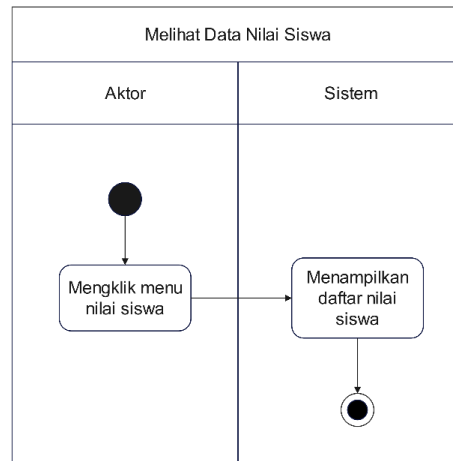 Melihat Data Nilai Siswa
Aktor
Sistem
Mengklik menu
nilai siswa
Menampilkan
daftar nilai
siswa